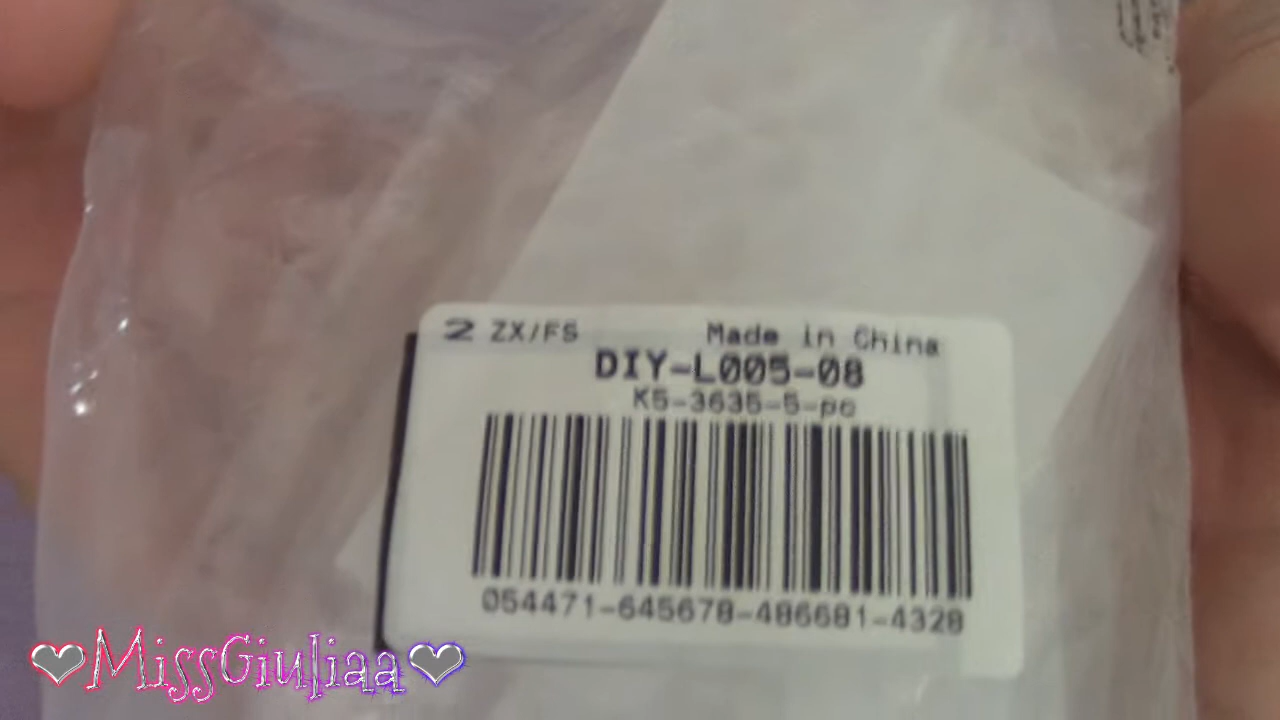 2 ZX/FS Made in China
DIY-L005-08
K5-3635-5-pc
054471-645678-486681-4328
❤MissGiuliaa❤